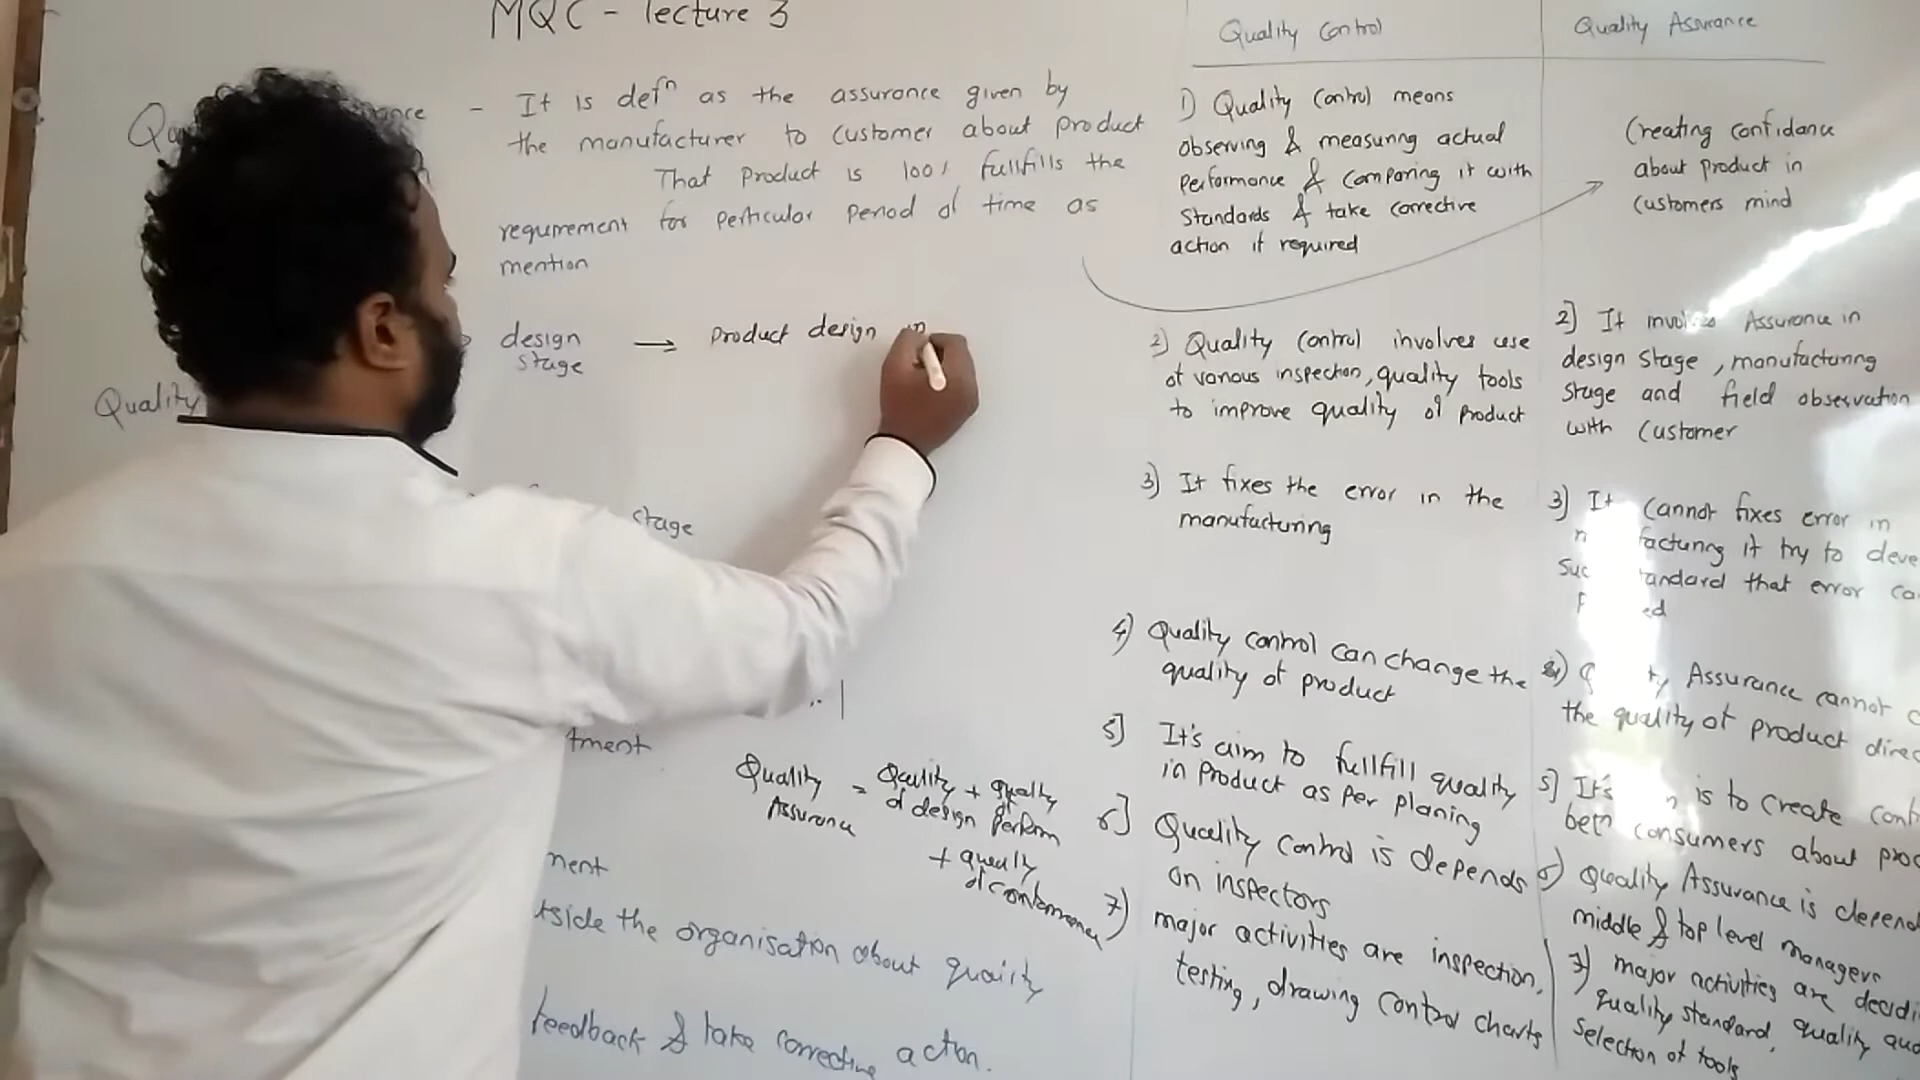 MQC - lecture 3
- It is defn as the assurance given by
the manufacturer to customer about product
That product is 100% fullfills the
requirement for perticular period of time as
mention
design
stage
→ product design in
Quality
stage
tment
Quality = Quality + quality
Assurance of design of perform
+ quality
of conformance
ment
tside the organisation about quality
feedback & take corrective action.
Quality Control
1) Quality Control means
observing & measuring actual
performance & comparing it with
standards & take corrective
action if required
2) Quality Control involves use
of various inspection, quality tools
to improve quality of product
3) It fixes the error in the
manufacturing
4) Quality control can change the
quality of product
5] It's aim to fullfill quality
in product as per planing
6] Quality control is depends
on inspectors
7) major activities are inspection,
testing, drawing control charts
Quality Assurance
Creating confidance
about product in
customers mind
2] It involves Assurance in
design stage, manufacturing
stage and field observation
with Customer
3] It cannot fixes error in
facturing it try to deve
Suc tandard that error ca
ed
ty Assurance cannot c
the quality of product direc
5] It's n is to create conf
betn consumers about proc
6) Quality Assurance is depend
middle & top level managers
7) major activities are decidi
quality standard, quality
selection of tools